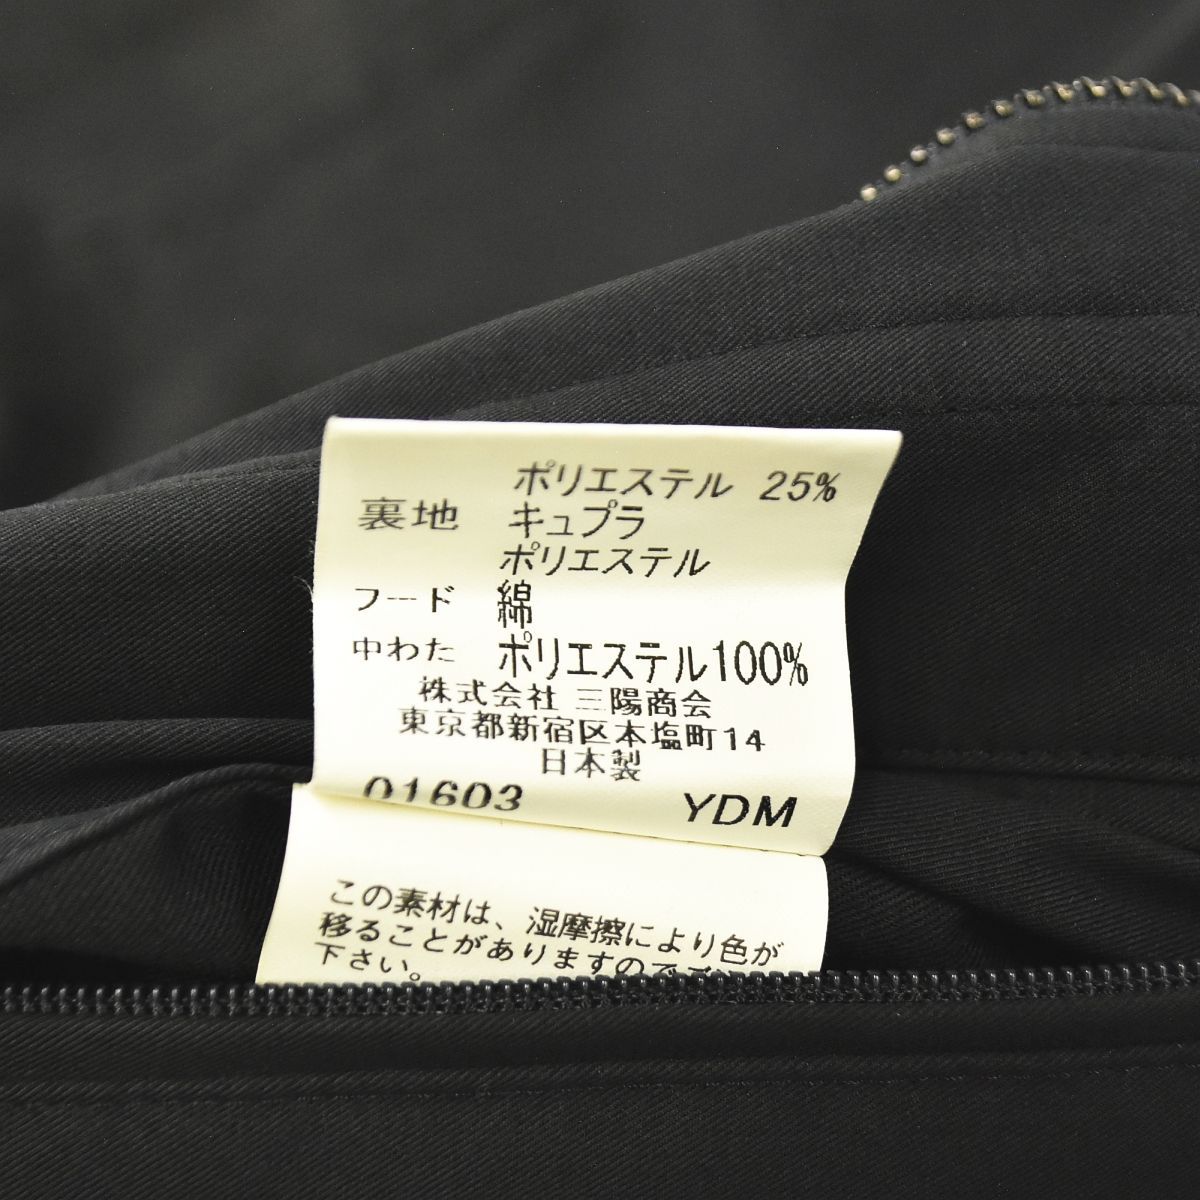 ポリエステル 25%
裏地 キュプラ
ポリエステル
フード 綿
中わた ポリエステル100%
株式会社 三陽商会
東京都新宿区本塩町14
日本製
01603 YDM
この素材は、湿摩擦により色が
移ることがありますのでご
下さい。